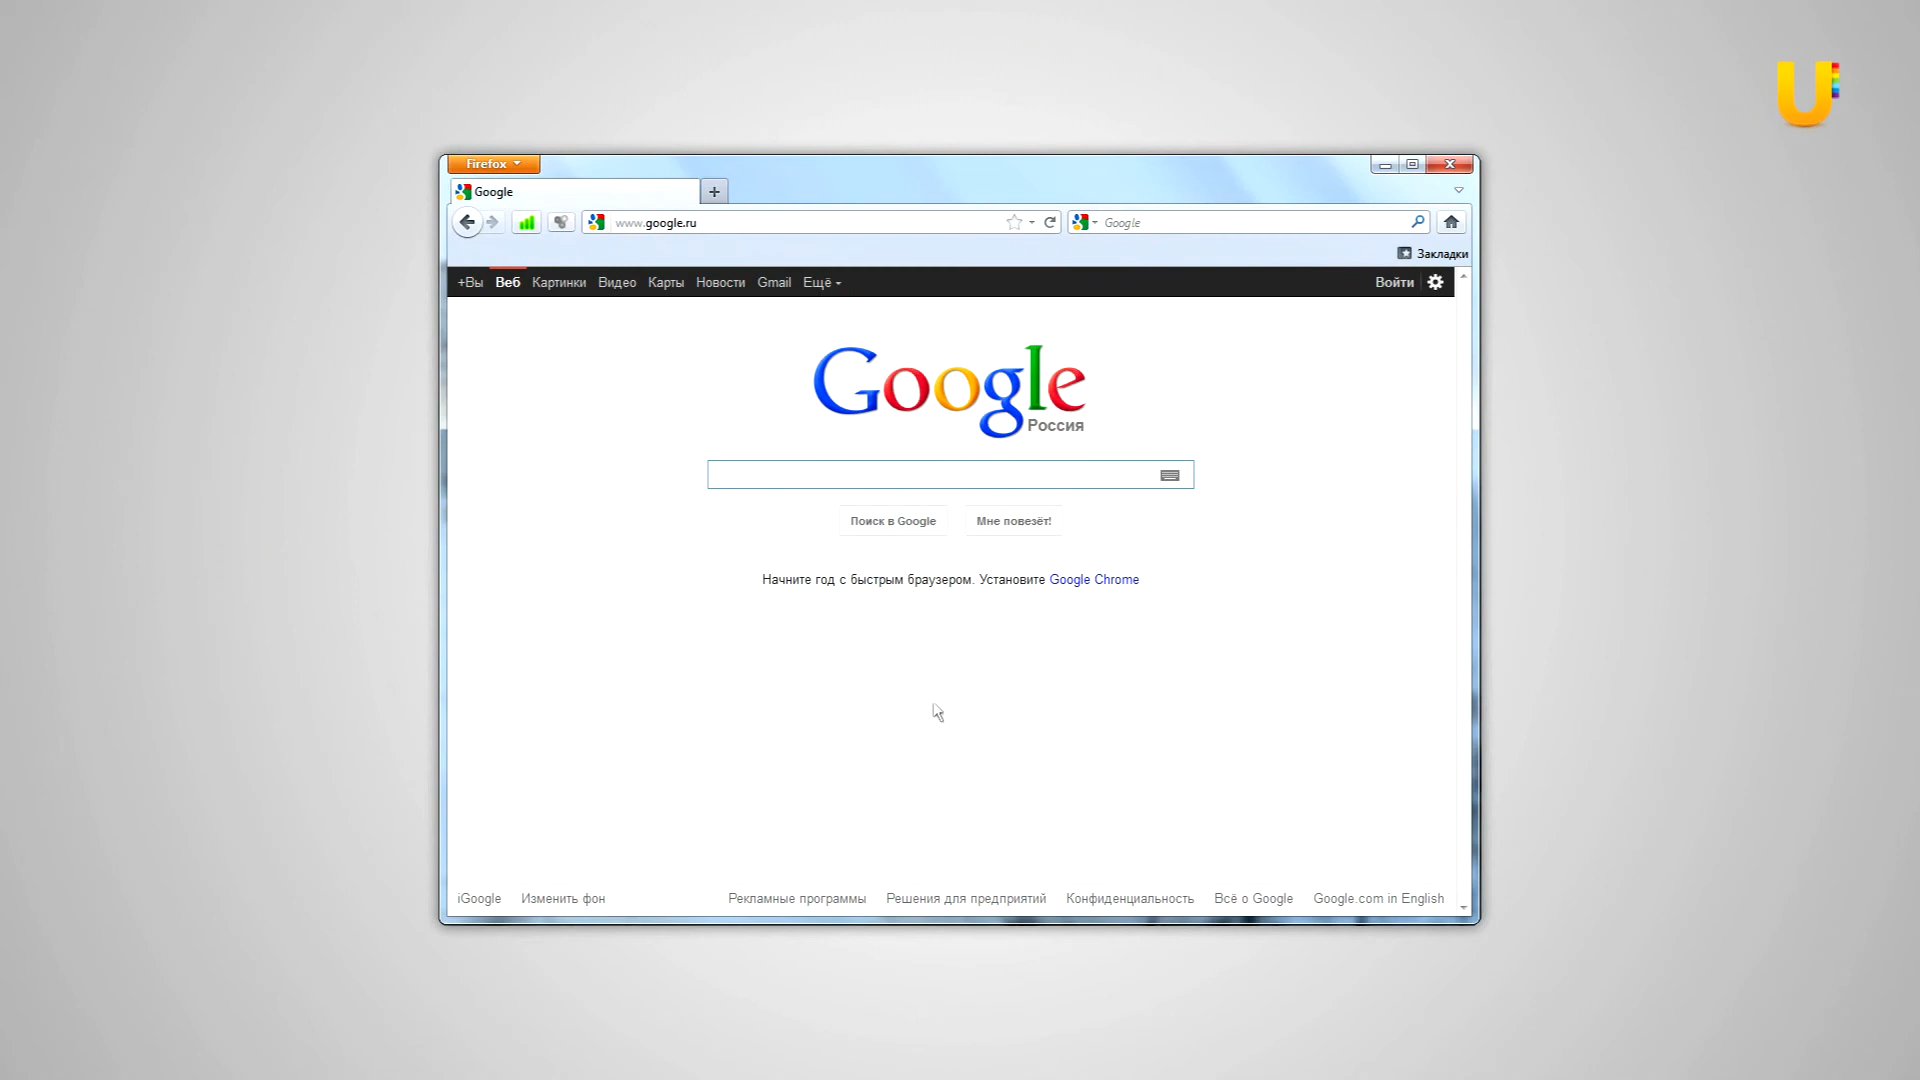 U
Firefox
Google
www.google.ru
Google
Закладки
+Вы Веб Картинки Видео Карты Новости Gmail Ещё
Войти
Google
Россия
Поиск в Google
Мне повезёт!
Начните год с быстрым браузером. Установите Google Chrome
iGoogle Изменить фон Рекламные программы Решения для предприятий Конфиденциальность Всё о Google Google.com in English